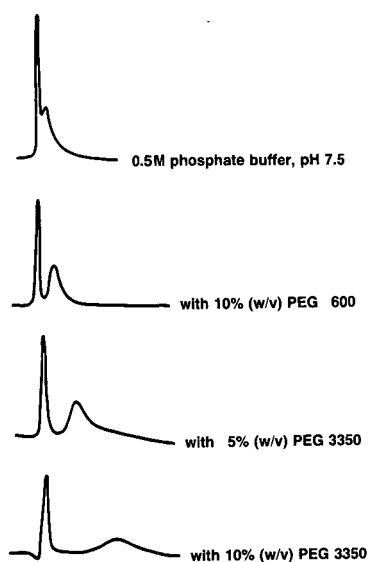 0.5M phosphate buffer, pH 7.5
with 10% (w/v) PEG 600
with 5% (w/v) PEG 3350
with 10% (w/v) PEG 3350